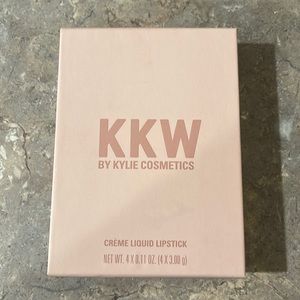 KKW
BY KYLIE COSMETICS
CRÈME LIQUID LIPSTICK
NET WT. 4 X 0.11 OZ. (4 X 3.00 g)